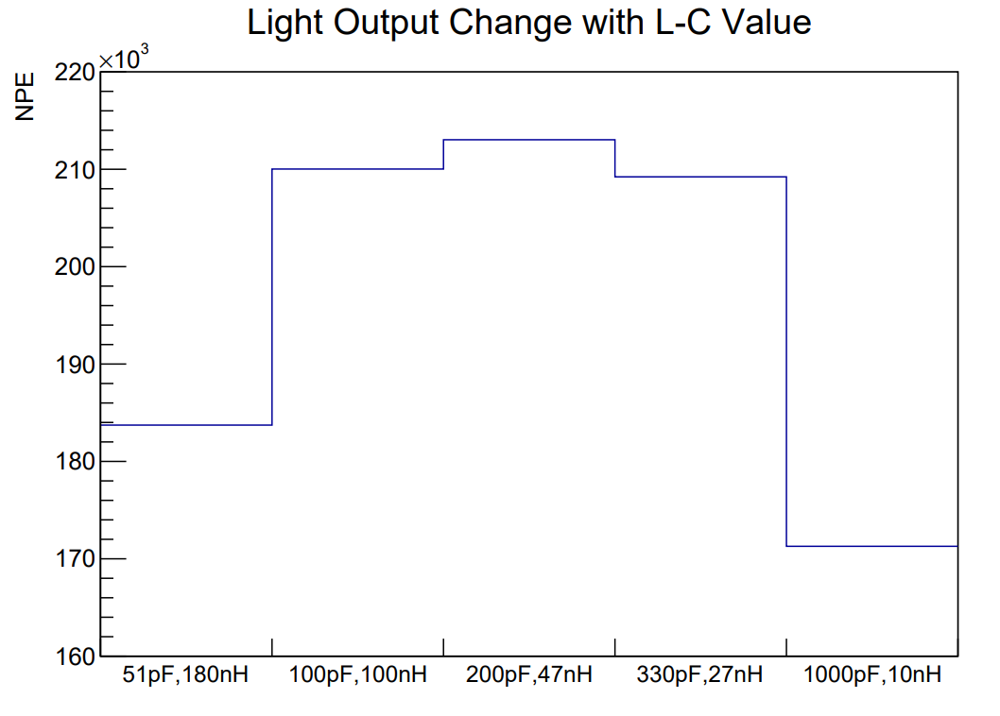 Light Output Change with L-C Value
×10³
NPE
220
210
200
190
180
170
160
51pF,180nH
100pF,100nH
200pF,47nH
330pF,27nH
1000pF,10nH